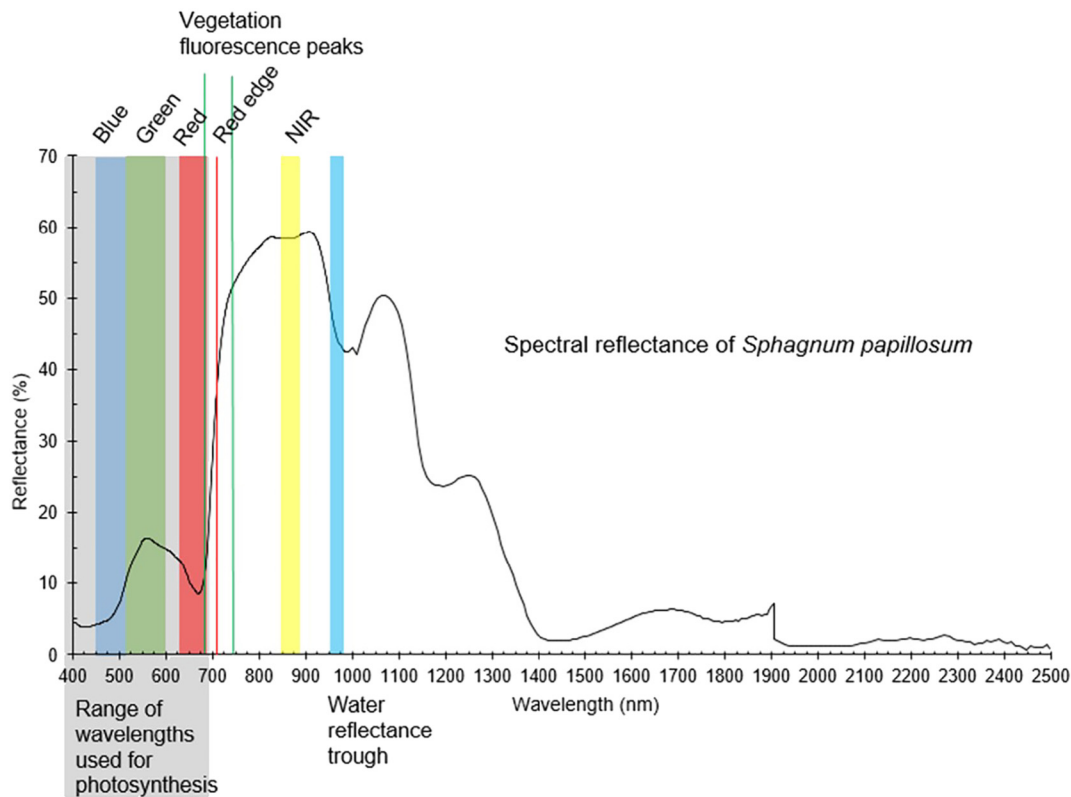 Vegetation
fluorescence peaks
Blue
Green
Red
Red edge
NIR
70
60
50
40
30
20
10
0
Reflectance (%)
Spectral reflectance of Sphagnum papillosum
400 500 600 700 800 900 1000 1100 1200 1300 1400 1500 1600 1700 1800 1900 2000 2100 2200 2300 2400 2500
Wavelength (nm)
Range of
wavelengths
used for
photosynthesis
Water
reflectance
trough